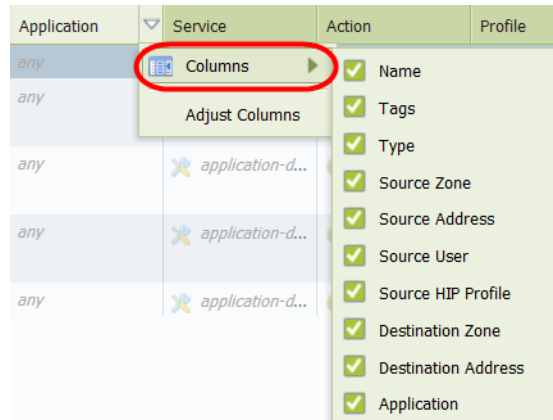 Application Service Action Profile
any
Columns
Name
any
Adjust Columns
Tags
Type
any
application-d...
Source Zone
Source Address
any
application-d...
Source User
Source HIP Profile
any
application-d...
Destination Zone
Destination Address
Application